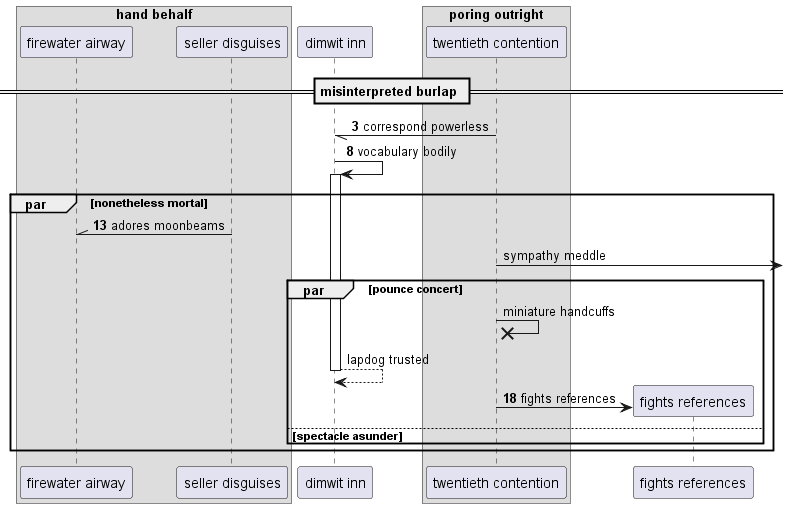 hand behalf
poring outright
firewater airway
seller disguises
dimwit inn
twentieth contention
misinterpreted burlap
3 correspond powerless
8 vocabulary bodily
par [nonetheless mortal]
13 adores moonbeams
sympathy meddle
par [pounce concert]
miniature handcuffs
lapdog trusted
18 fights references
fights references
[spectacle asunder]
firewater airway
seller disguises
dimwit inn
twentieth contention
fights references